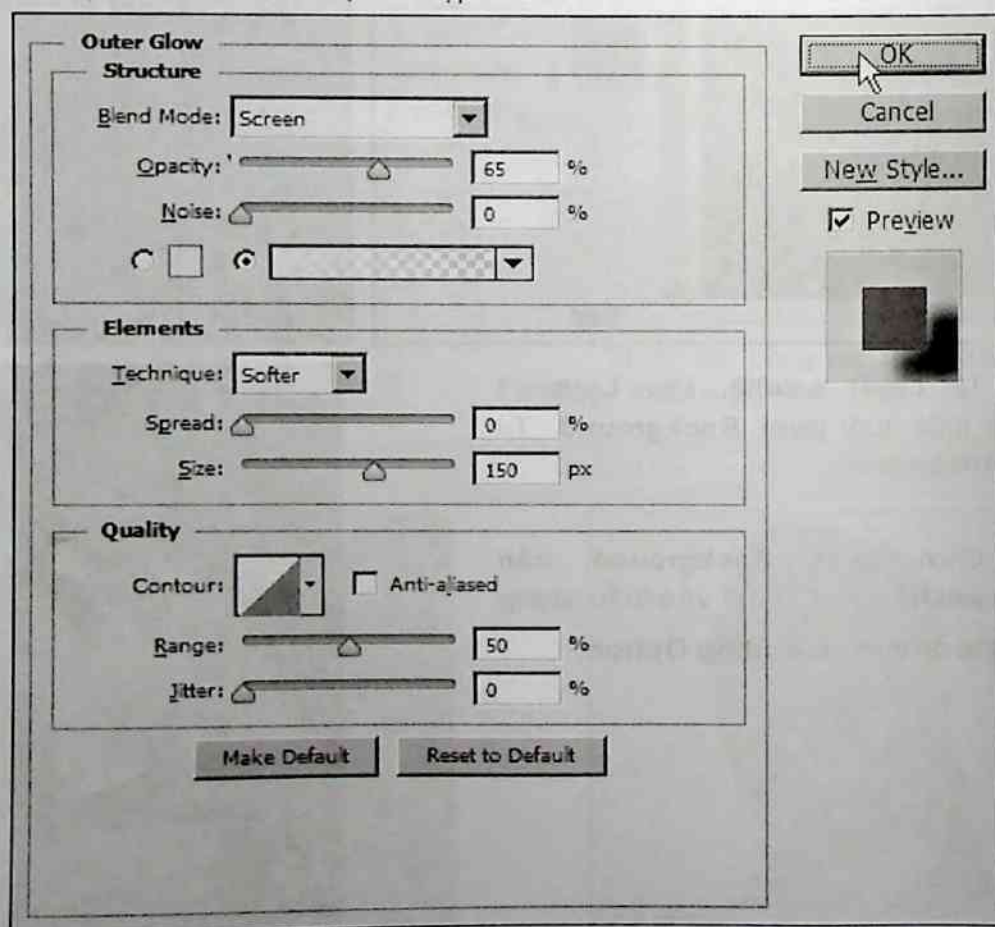 Outer Glow
Structure
Blend Mode: Screen
Opacity: 65 %
Noise: 0 %
Elements
Technique: Softer
Spread: 0 %
Size: 150 px
Quality
Contour: Anti-aliased
Range: 50 %
Jitter: 0 %
Make Default Reset to Default
OK
Cancel
New Style...
Preview